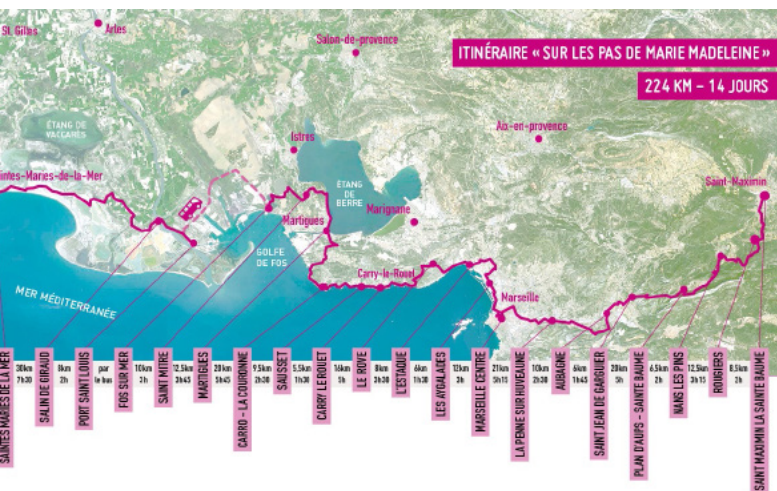 St. Gilles
Arles
Salon-de-provence
ITINÉRAIRE « SUR LES PAS DE MARIE MADELEINE »
224 KM – 14 JOURS
ÉTANG DE
VACCARÈS
Istres
Aix-en-provence
intes-Maries-de-la-Mer
ÉTANG
DE
BERRE
Saint-Maximin
Martigues
Marignane
GOLFE
DE FOS
Carry-le-Rouet
MER MÉDITERRANÉE
Marseille
SAINTES MARIES DE LA MER
30km
7h30
SALIN DE GIRAUD
8km
2h
PORT SAINT LOUIS
par
le bus
FOS SUR MER
10km
3h
SAINT MITRE
12,5km
3h45
MARTIGUES
20km
5h45
CARRO – LA COURONNE
9,5km
2h30
SAUSSET
5,5km
1h30
CARRY LE ROUET
16km
5h
LE ROVE
8km
3h30
L'ESTAQUE
6km
1h30
LES AYGALADES
12km
3h
MARSEILLE CENTRE
21km
5h15
LA PENNE SUR HUVEAUNE
10km
2h30
AUBAGNE
6km
1h45
SAINT JEAN DE GARGUIER
20km
5h
PLAN D'AUPS – SAINTE BAUME
6.5km
2h
NANS LES PINS
12,5km
3h15
ROUGIERS
8,5km
2h
SAINT MAXIMIN LA SAINTE BAUME